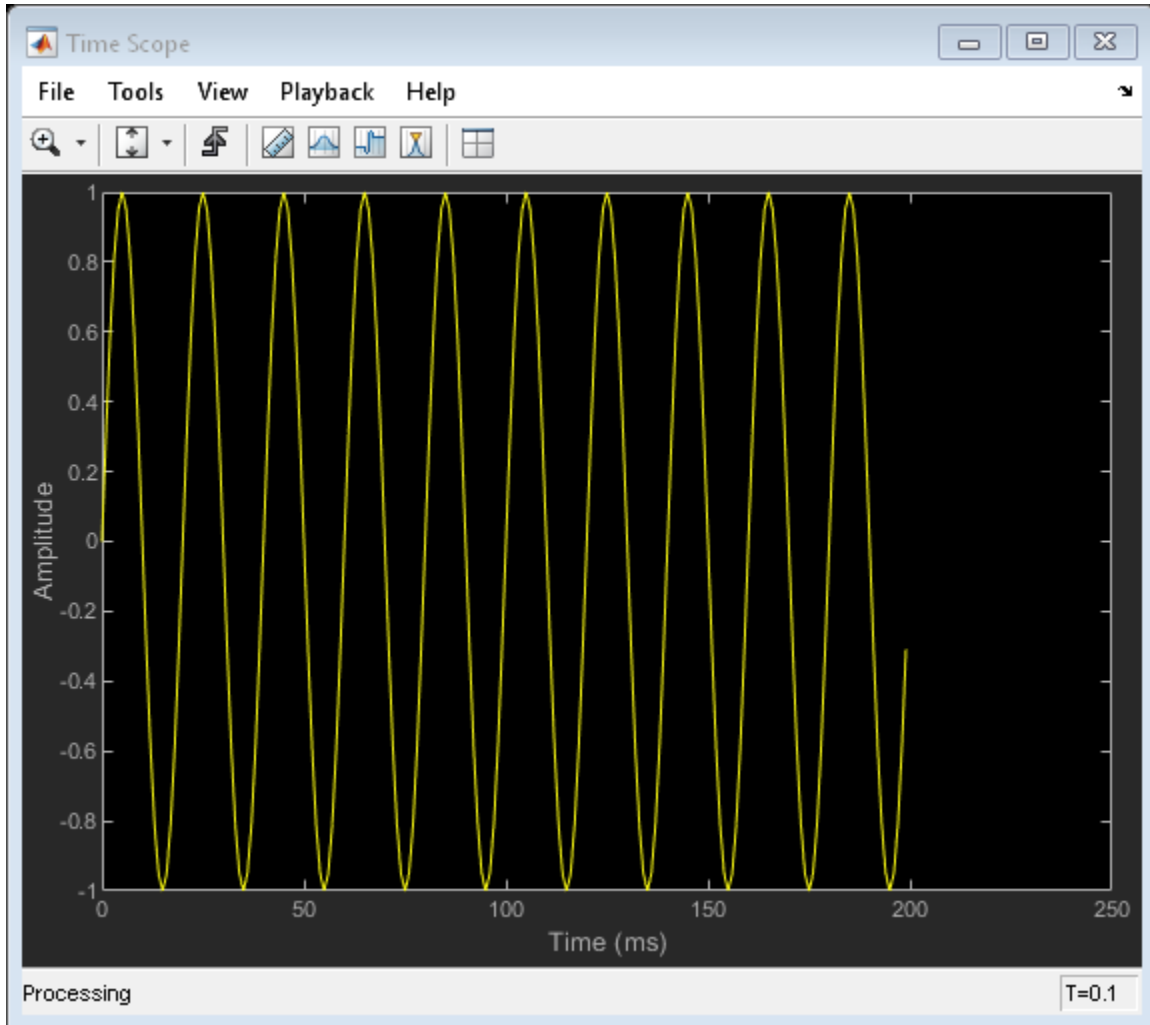 Time Scope
File Tools View Playback Help
1
0.8
0.6
0.4
0.2
0
-0.2
-0.4
-0.6
-0.8
-1
Amplitude
0 50 100 150 200 250
Time (ms)
Processing T=0.1